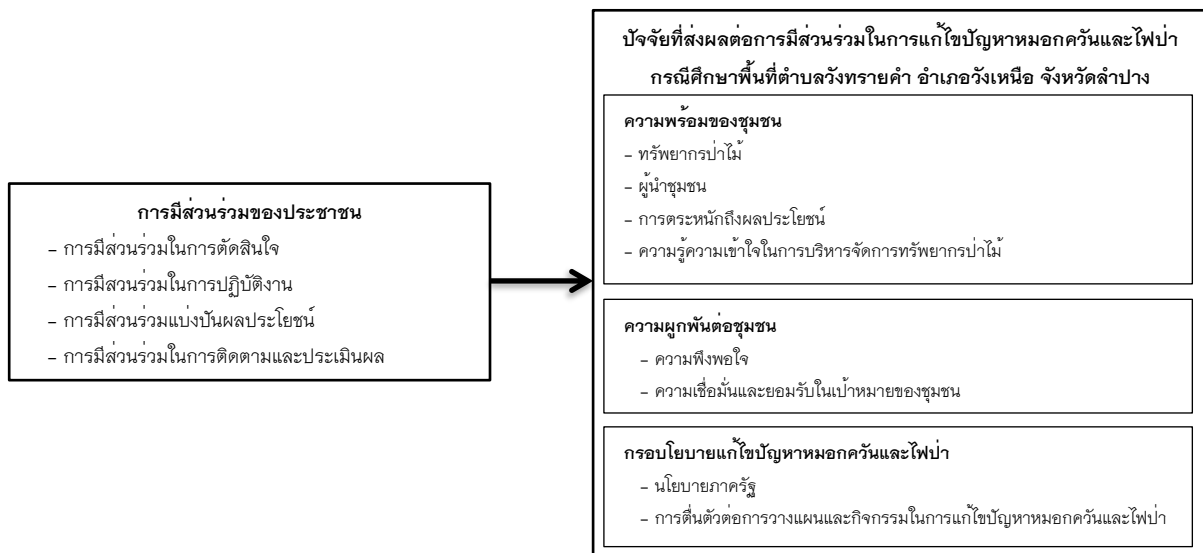 การมีส่วนร่วมของประชาชน
– การมีส่วนร่วมในการตัดสินใจ
– การมีสวนร่วมในการปฏิบัติงาน
– การมีส่วนร่วมแบ่งปันผลประโยชน์
– การมีส่วนร่วมในการติดตามและประเมินผล
ปัจจัยที่ส่งผลต่อการมีส่วนร่วมในการแก้ไขปัญหาหมอกควันและไฟป่า
กรณีศึกษาพื้นที่ตำบลวังทรายคำ อำเภอวังเหนือ จังหวัดลำปาง
ความพร้อมของชุมชน
– ทรัพยากรป่าไม้
– ผู้นำชุมชน
– การตระหนักถึงผลประโยชน์
– ความรู้ความเข้าใจในการบริหารจัดการทรัพยากรป่าไม้
ความผูกพันต่อชุมชน
– ความพึงพอใจ
– ความเชื่อมั่นและยอมรับในเป้าหมายของชุมชน
กรอบโยบายแก้ไขปัญหาหมอกควันและไฟป่า
– นโยบายภาครัฐ
– การตื่นตัวต่อการวางแผนและกิจกรรมในการแก้ไขปัญหาหมอกควันและไฟป่า